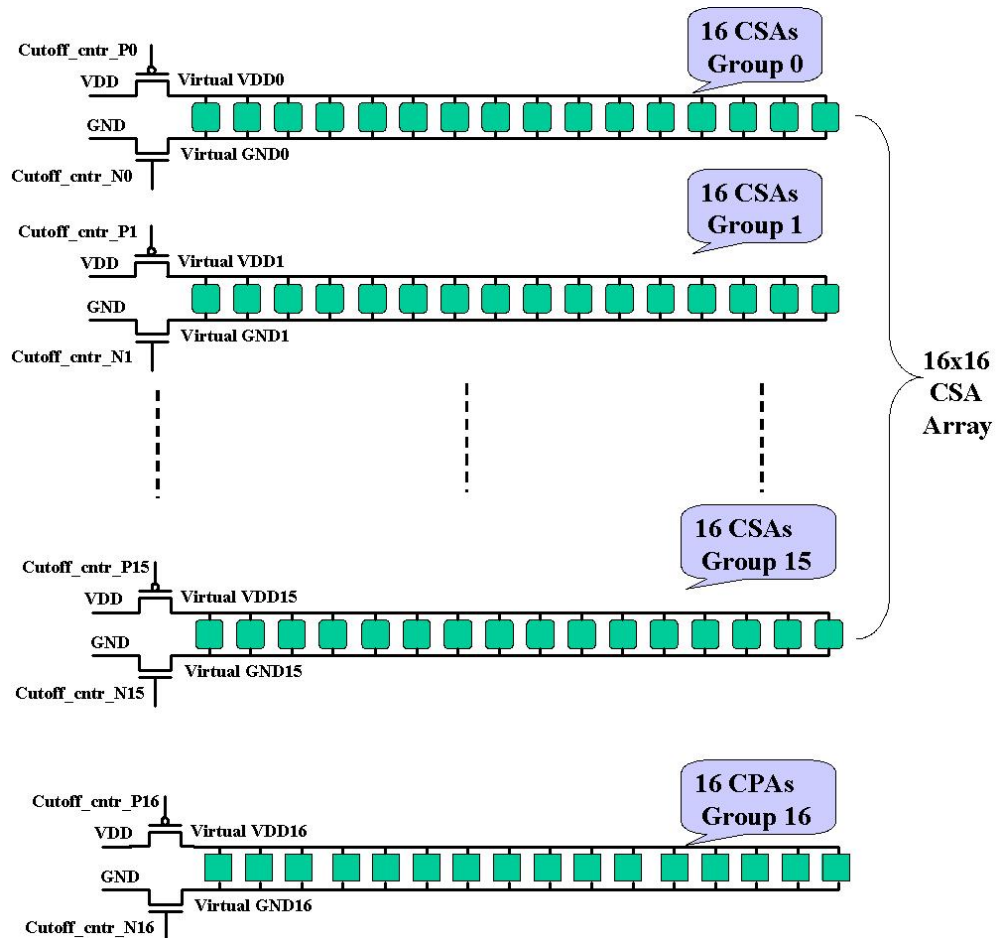 16 CSAs
Group 0
Cutoff_cntr_P0
VDD
Virtual VDD0
GND
Virtual GND0
Cutoff_cntr_N0
16 CSAs
Group 1
Cutoff_cntr_P1
VDD
Virtual VDD1
GND
Virtual GND1
Cutoff_cntr_N1
16x16
CSA
Array
16 CSAs
Group 15
Cutoff_cntr_P15
VDD
Virtual VDD15
GND
Virtual GND15
Cutoff_cntr_N15
16 CPAs
Group 16
Cutoff_cntr_P16
VDD
Virtual VDD16
GND
Virtual GND16
Cutoff_cntr_N16